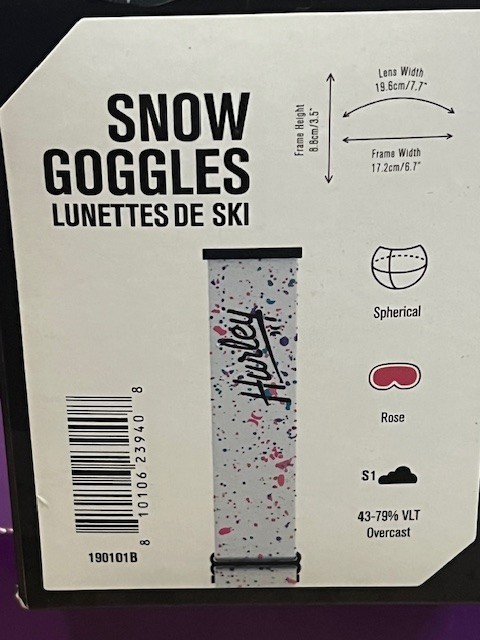 SNOW
GOGGLES
LUNETTES DE SKI
Frame Height
8.8cm/3.5"
Lens Width
19.6cm/7.7"
Frame Width
17.2cm/6.7"
Hurley
Spherical
Rose
S1
43-79% VLT
Overcast
8 10106 23940 8
190101B